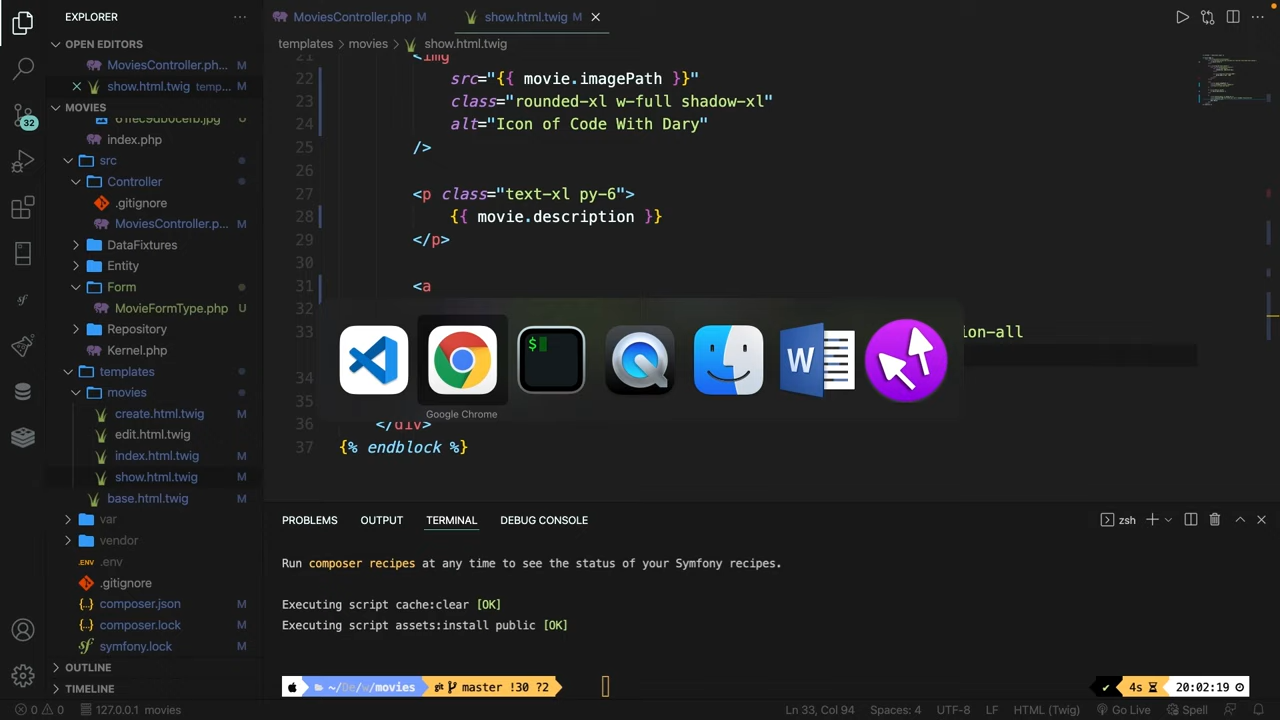 EXPLORER
MoviesController.php M
show.html.twig M
OPEN EDITORS
MoviesController.ph... M
show.html.twig temp... M
templates > movies > show.html.twig
MOVIES
index.php
src
Controller
.gitignore
MoviesController.p... M
DataFixtures
Entity
Form
MovieFormType.php U
Repository
Kernel.php
templates
movies
create.html.twig M
edit.html.twig
index.html.twig M
show.html.twig M
base.html.twig M
var
vendor
.env
.gitignore
composer.json M
composer.lock M
symfony.lock M
OUTLINE
TIMELINE
32
21 <img
22 src="{{ movie.imagePath }}"
23 class="rounded-xl w-full shadow-xl"
24 alt="Icon of Code With Dary"
25 />
26
27 <p class="text-xl py-6">
28 {{ movie.description }}
29 </p>
30
31 <a
32
33 ion-all
34
35
36 </div>
37 {% endblock %}
Google Chrome
PROBLEMS OUTPUT TERMINAL DEBUG CONSOLE
zsh
Run composer recipes at any time to see the status of your Symfony recipes.
Executing script cache:clear [OK]
Executing script assets:install public [OK]
~/De/w/movies master !30 ?2
4s 20:02:19
0 0 127.0.0.1 movies
Ln 33, Col 94 Spaces: 4 UTF-8 LF HTML (Twig) Go Live Spell